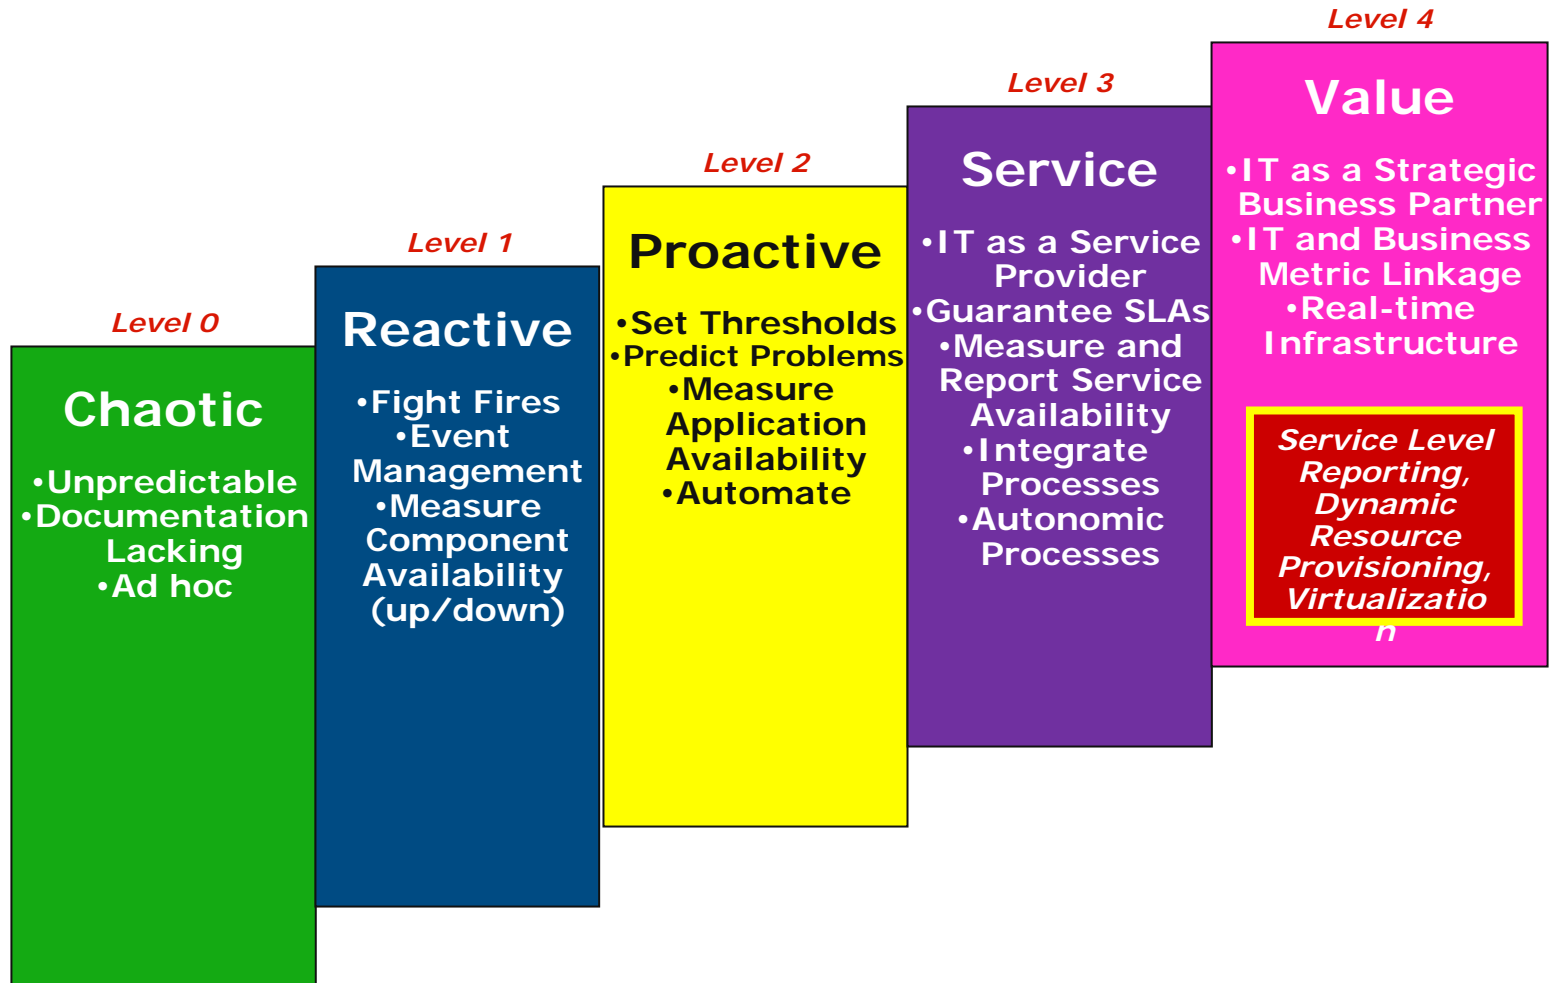 Level 0
Chaotic
•Unpredictable
•Documentation
Lacking
•Ad hoc
Level 1
Reactive
•Fight Fires
•Event
Management
•Measure
Component
Availability
(up/down)
Level 2
Proactive
•Set Thresholds
•Predict Problems
•Measure
Application
Availability
•Automate
Level 3
Service
•IT as a Service
Provider
•Guarantee SLAs
•Measure and
Report Service
Availability
•Integrate
Processes
•Autonomic
Processes
Level 4
Value
•IT as a Strategic
Business Partner
•IT and Business
Metric Linkage
•Real-time
Infrastructure
Service Level
Reporting,
Dynamic
Resource
Provisioning,
Virtualizatio
n